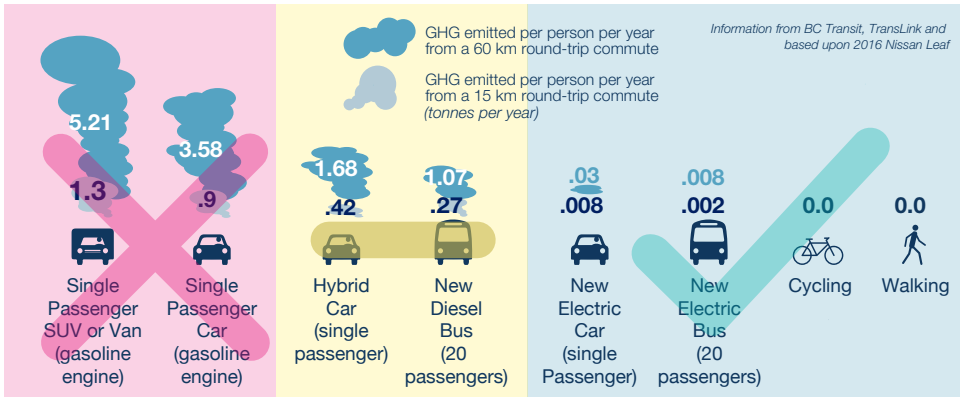 GHG emitted per person per year
from a 60 km round-trip commute
GHG emitted per person per year
from a 15 km round-trip commute
(tonnes per year)
Information from BC Transit, TransLink and
based upon 2016 Nissan Leaf
5.21
1.3
Single
Passenger
SUV or Van
(gasoline
engine)
3.58
.9
Single
Passenger
Car
(gasoline
engine)
1.68
.42
Hybrid
Car
(single
passenger)
1.07
.27
New
Diesel
Bus
(20
passengers)
.03
.008
New
Electric
Car
(single
Passenger)
.008
.002
New
Electric
Bus
(20
passengers)
0.0
Cycling
0.0
Walking